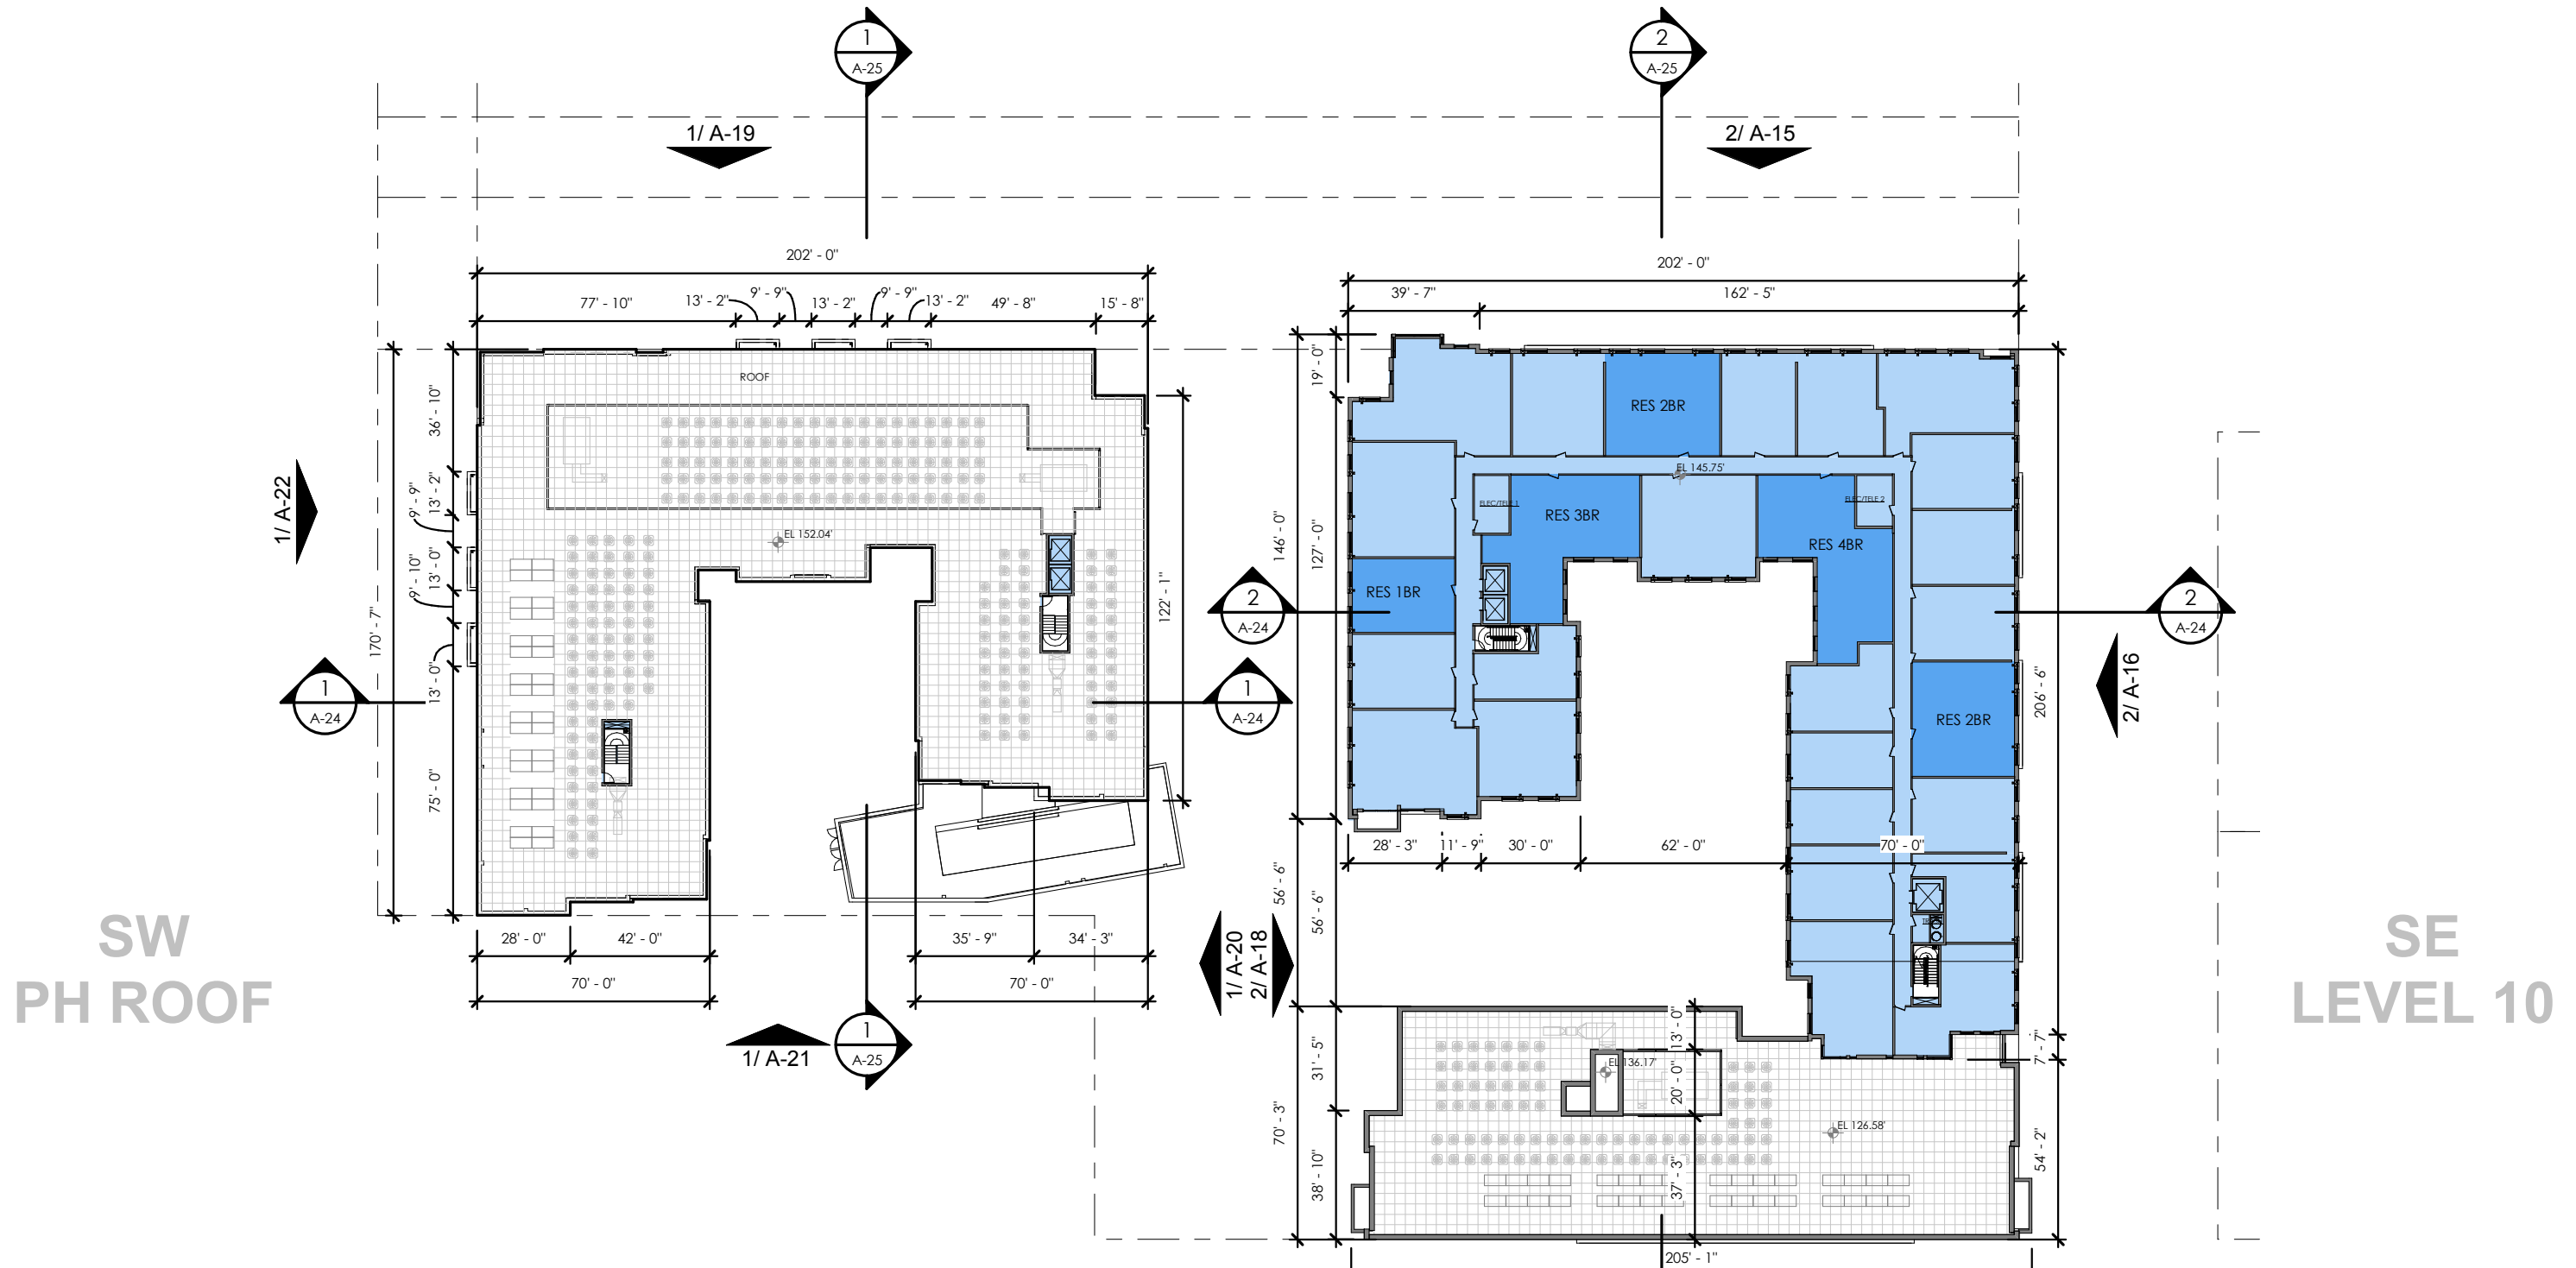 1
A-25
2
A-25
1/ A-19
2/ A-15
202' - 0"
202' - 0"
77' - 10"
13' - 2"
9' - 9"
13' - 2"
9' - 9"
13' - 2"
49' - 8"
15' - 8"
39' - 7"
162' - 5"
ROOF
36' - 10"
13' - 2"
9' - 9"
13' - 0"
9' - 10"
13' - 0"
75' - 0"
170' - 7"
1/ A-22
EL 152.04'
122' - 1"
19' - 0"
127' - 0"
146' - 0"
RES 2BR
EL 145.75'
ELEC/TELE 1
RES 3BR
ELEC/TELE 2
RES 4BR
RES 1BR
RES 2BR
2
A-24
2
A-24
1
A-24
1
A-24
206' - 6"
2/ A-16
28' - 3"
11' - 9"
30' - 0"
62' - 0"
70' - 0"
56' - 6"
56' - 6"
SW
PH ROOF
SE
LEVEL 10
28' - 0"
42' - 0"
35' - 9"
34' - 3"
70' - 0"
70' - 0"
1/ A-20
2/ A-18
1/ A-21
1
A-25
13' - 0"
31' - 5"
EL 136.17'
20' - 0"
7' - 7"
70' - 3"
EL 126.58'
54' - 2"
38' - 10"
37' - 3"
205' - 1"